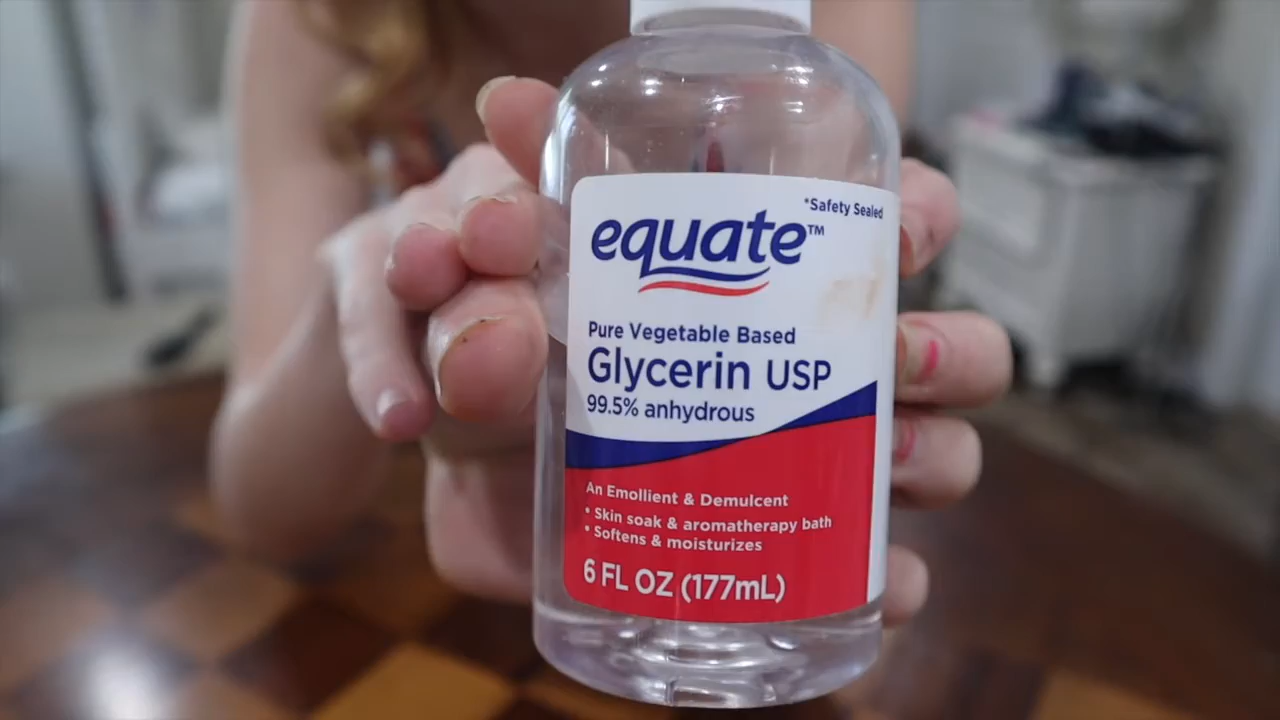 *Safety Sealed
equate™
Pure Vegetable Based
Glycerin USP
99.5% anhydrous
An Emollient & Demulcent
• Skin soak & aromatherapy bath
• Softens & moisturizes
6 FL OZ (177mL)